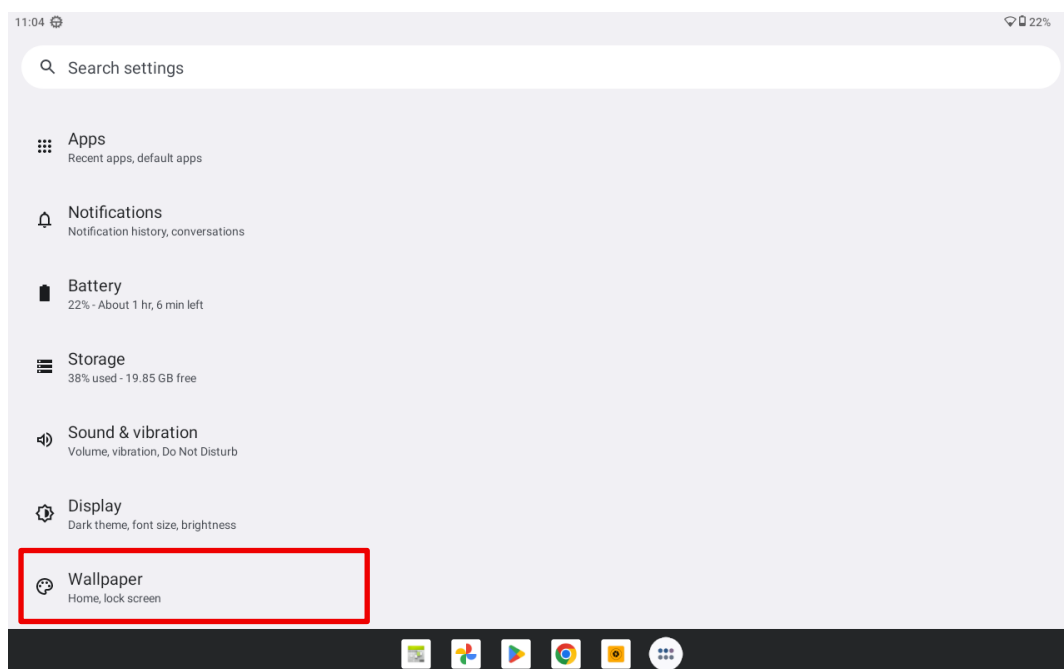 11:04
22%
Search settings
Apps
Recent apps, default apps
Notifications
Notification history, conversations
Battery
22% - About 1 hr, 6 min left
Storage
38% used - 19.85 GB free
Sound & vibration
Volume, vibration, Do Not Disturb
Display
Dark theme, font size, brightness
Wallpaper
Home, lock screen